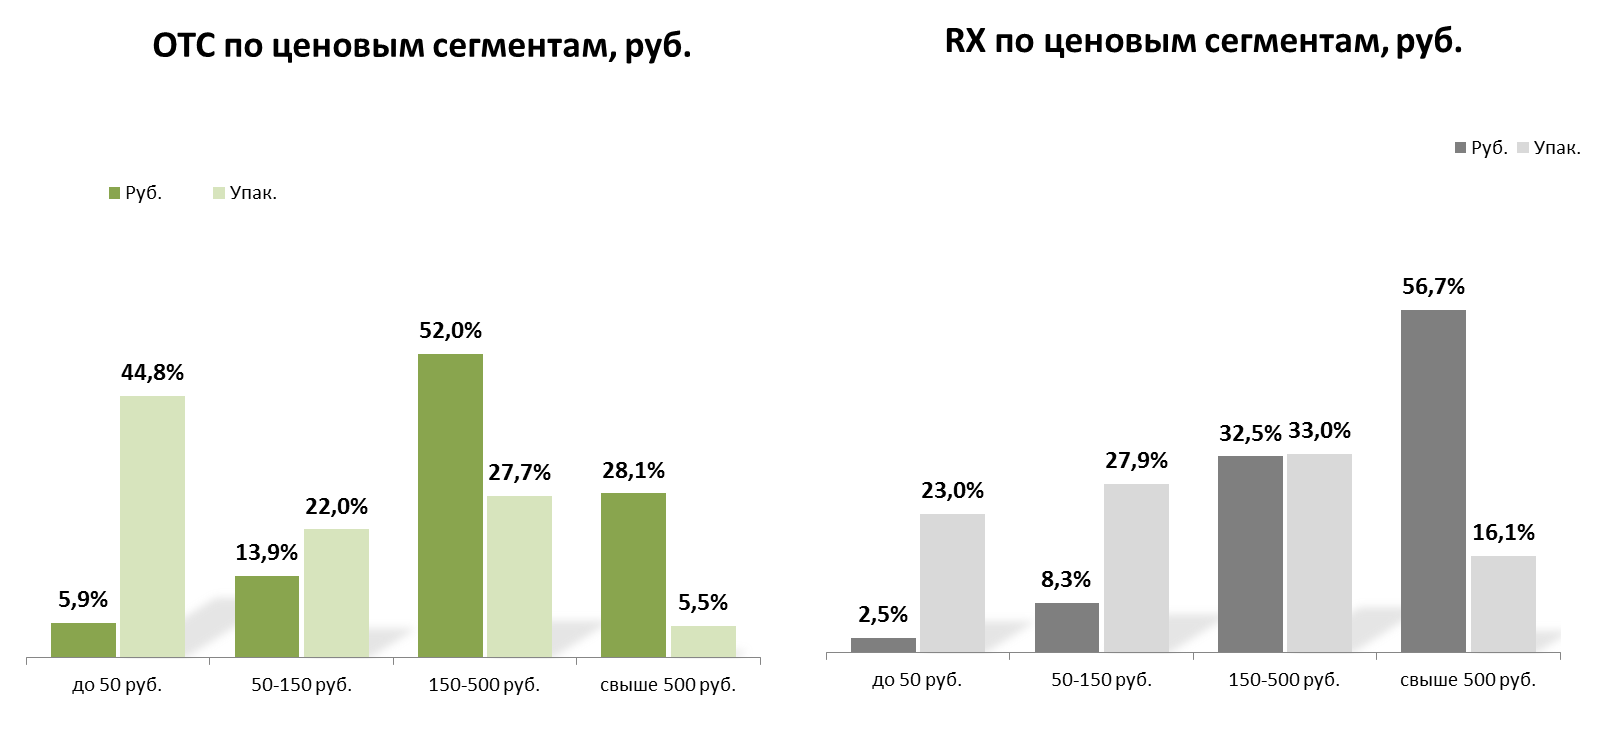 ОТС по ценовым сегментам, руб.
Руб. Упак.
5,9%
44,8%
13,9%
22,0%
52,0%
27,7%
28,1%
5,5%
до 50 руб. 50-150 руб. 150-500 руб. свыше 500 руб.
RX по ценовым сегментам, руб.
Руб. Упак.
2,5%
23,0%
8,3%
27,9%
32,5%
33,0%
56,7%
16,1%
до 50 руб. 50-150 руб. 150-500 руб. свыше 500 руб.